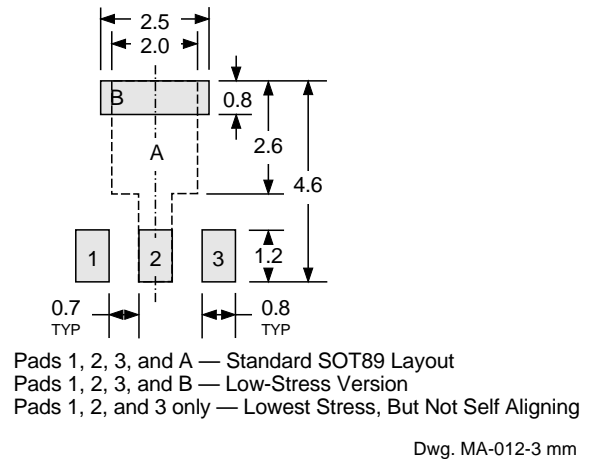 2.5
2.0
B
0.8
A
2.6
4.6
1
2
3
1.2
0.7
TYP
0.8
TYP
Pads 1, 2, 3, and A — Standard SOT89 Layout
Pads 1, 2, 3, and B — Low-Stress Version
Pads 1, 2, and 3 only — Lowest Stress, But Not Self Aligning
Dwg. MA-012-3 mm